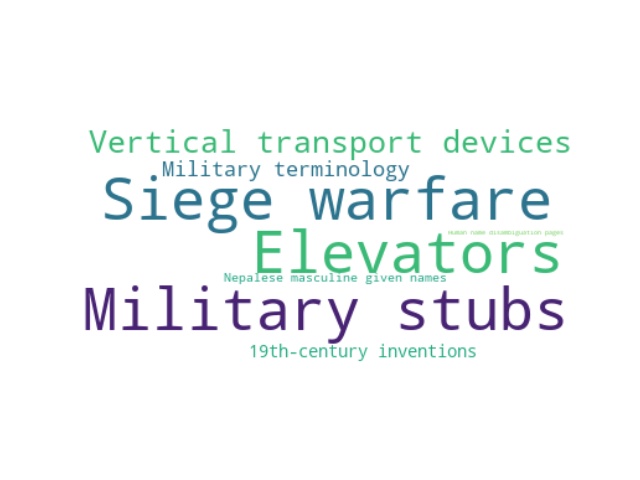 Vertical transport devices
Military terminology
Siege warfare
Human name disambiguation pages
Elevators
Nepalese masculine given names
Military stubs
19th-century inventions